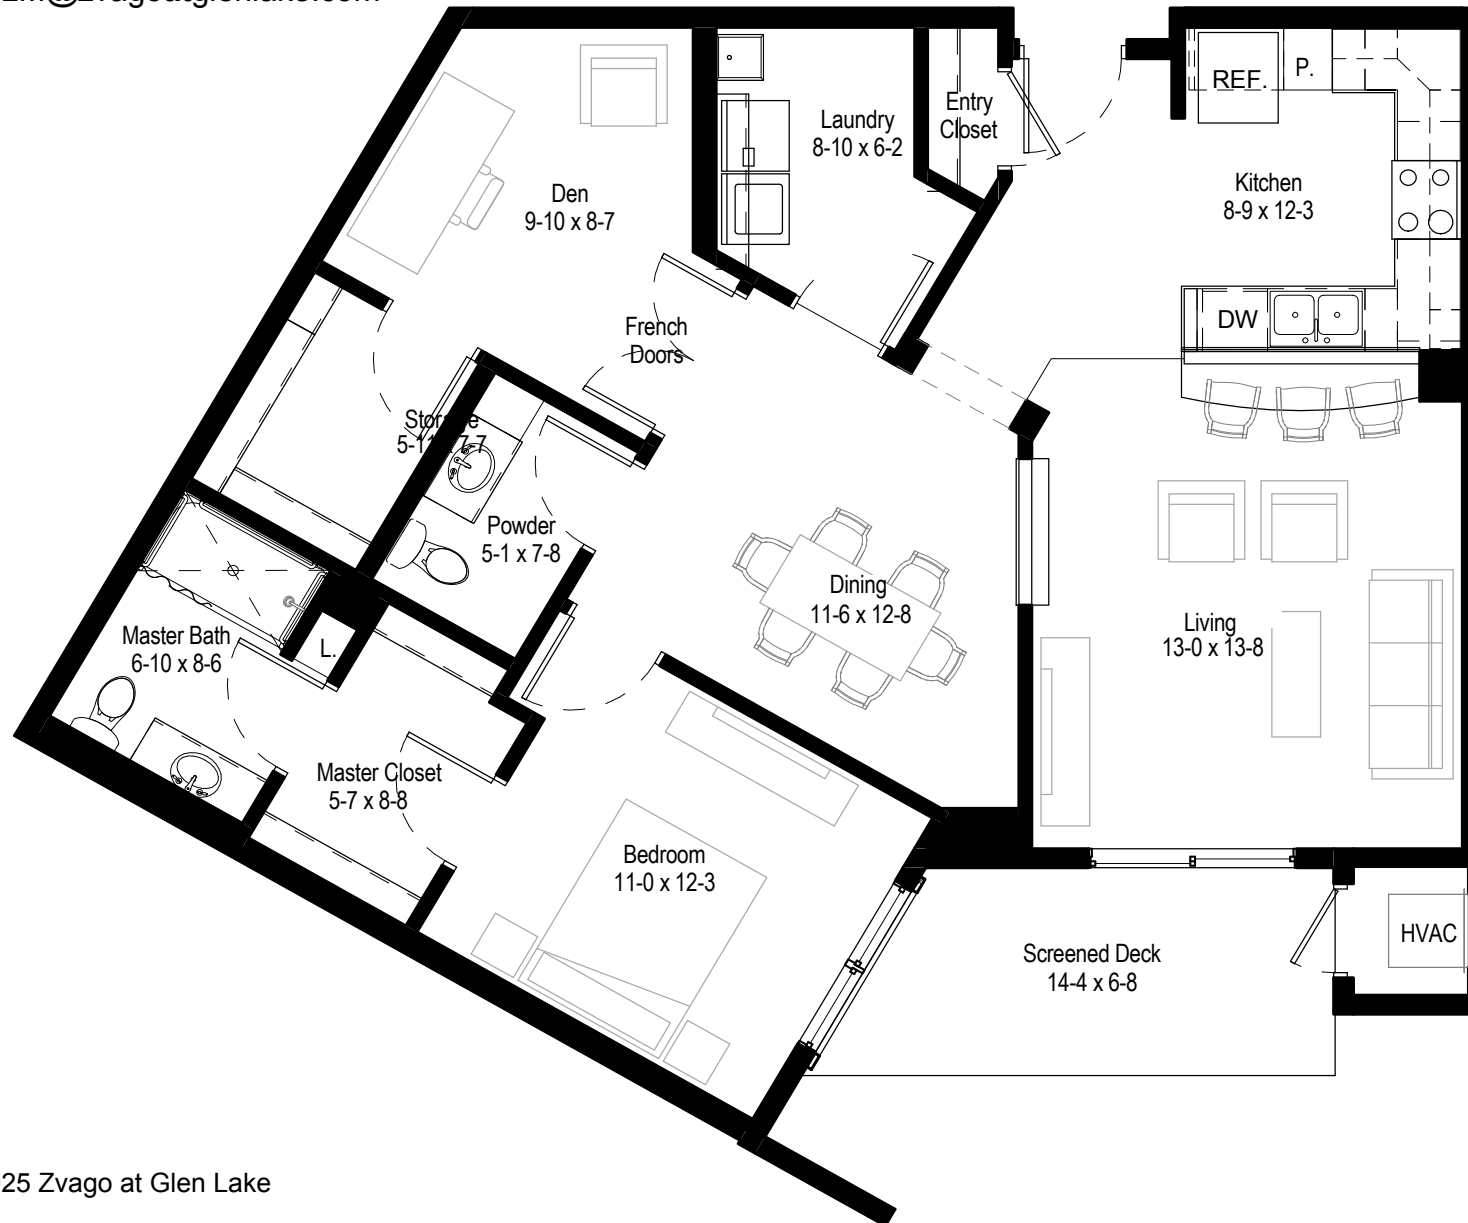 REF.
P.
Entry
Closet
Laundry
8-10 x 6-2
Kitchen
8-9 x 12-3
Den
9-10 x 8-7
DW
French
Doors
Storage
Powder
5-1 x 7-8
Dining
11-6 x 12-8
Living
13-0 x 13-8
Master Bath
6-10 x 8-6
L.
Master Closet
5-7 x 8-8
Bedroom
11-0 x 12-3
Screened Deck
14-4 x 6-8
HVAC
25 Zvago at Glen Lake